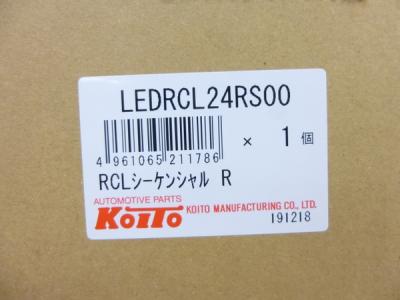 LEDRCL24RS00
4 961065 211786 × 1 個
RCLシーケンシャル R
AUTOMOTIVE PARTS
KOITO KOITO MANUFACTURING CO., LTD.
191218